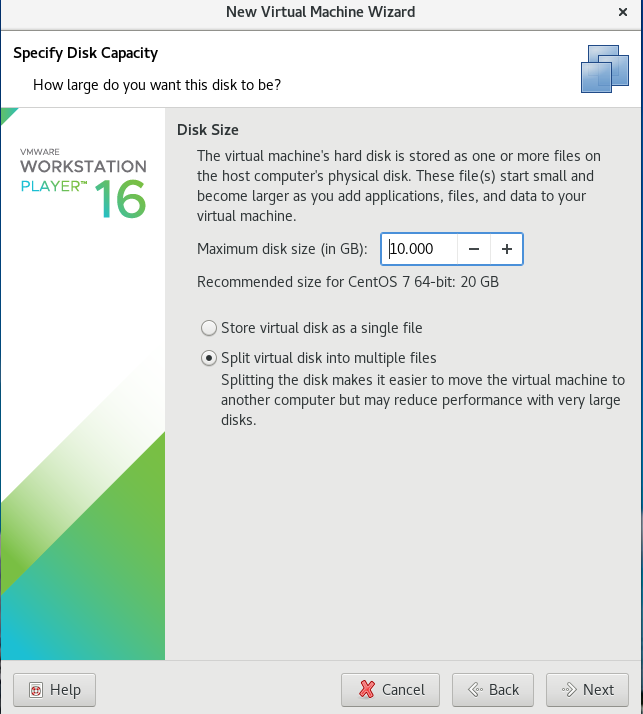 New Virtual Machine Wizard
Specify Disk Capacity
How large do you want this disk to be?
VMWARE
WORKSTATION
PLAYER™ 16
Disk Size
The virtual machine's hard disk is stored as one or more files on
the host computer's physical disk. These file(s) start small and
become larger as you add applications, files, and data to your
virtual machine.
Maximum disk size (in GB): 10.000 − +
Recommended size for CentOS 7 64-bit: 20 GB
Store virtual disk as a single file
Split virtual disk into multiple files
Splitting the disk makes it easier to move the virtual machine to
another computer but may reduce performance with very large
disks.
Help Cancel Back Next